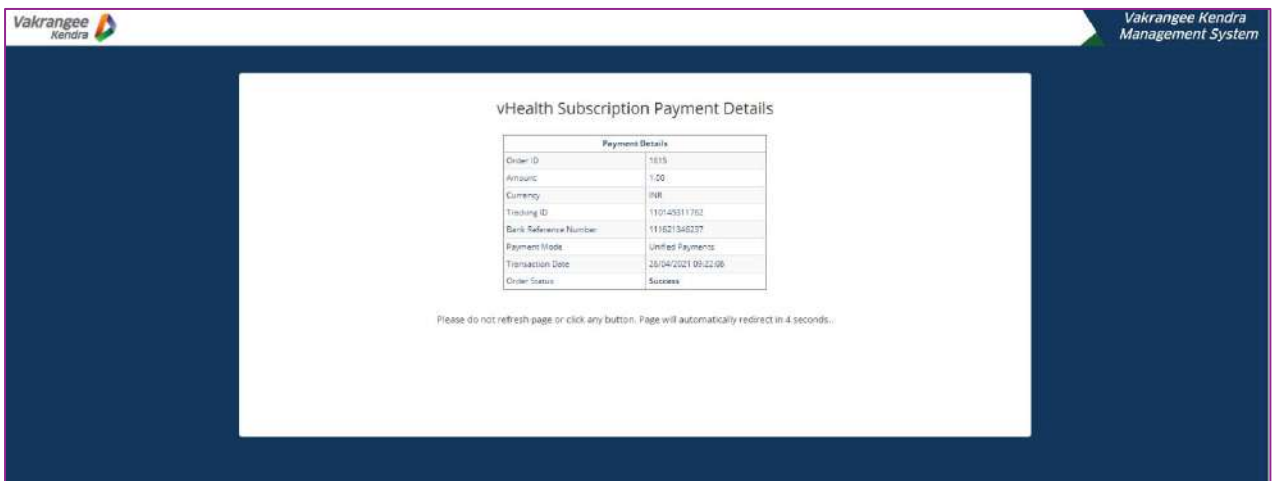 Vakrangee
Kendra
Vakrangee Kendra
Management System
vHealth Subscription Payment Details
Payment Details
Order ID 1615
Amount 1.00
Currency INR
Tracking ID 110145311762
Bank Reference Number 111621346237
Payment Mode Unified Payments
Transaction Date 26/04/2021 09:22:08
Order Status Success
Please do not refresh page or click any button. Page will automatically redirect in 4 seconds..